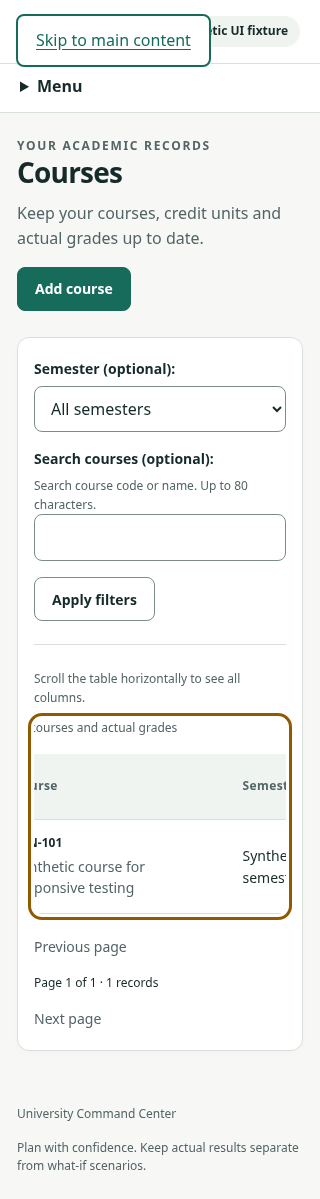 Skip to main content
UI fixture
Menu
YOUR ACADEMIC RECORDS
Courses
Keep your courses, credit units and
actual grades up to date.
Add course
Semester (optional):
All semesters
Search courses (optional):
Search course code or name. Up to 80
characters.
Apply filters
Scroll the table horizontally to see all
columns.
courses and actual grades
urse Semest
N-101
nthetic course for Synthe
ponsive testing semes
Previous page
Page 1 of 1 · 1 records
Next page
University Command Center
Plan with confidence. Keep actual results separate
from what-if scenarios.